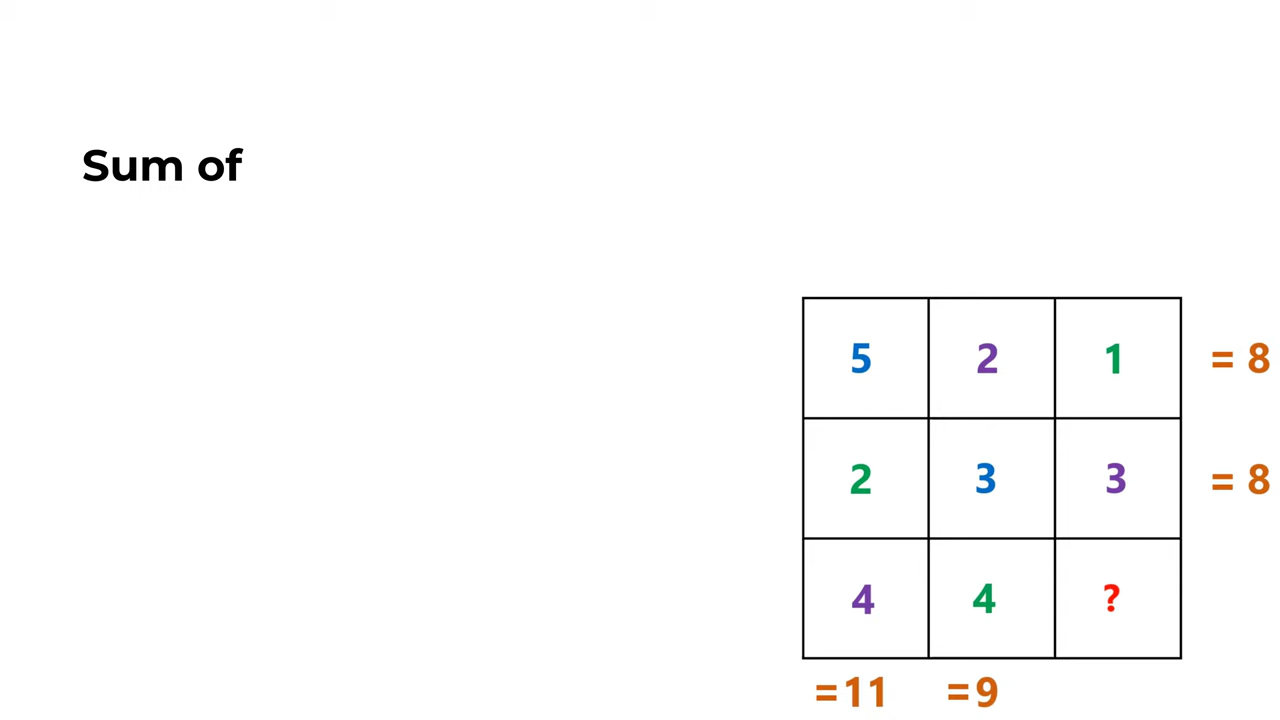 Sum of
5 2 1 = 8
2 3 3 = 8
4 4 ?
=11 =9